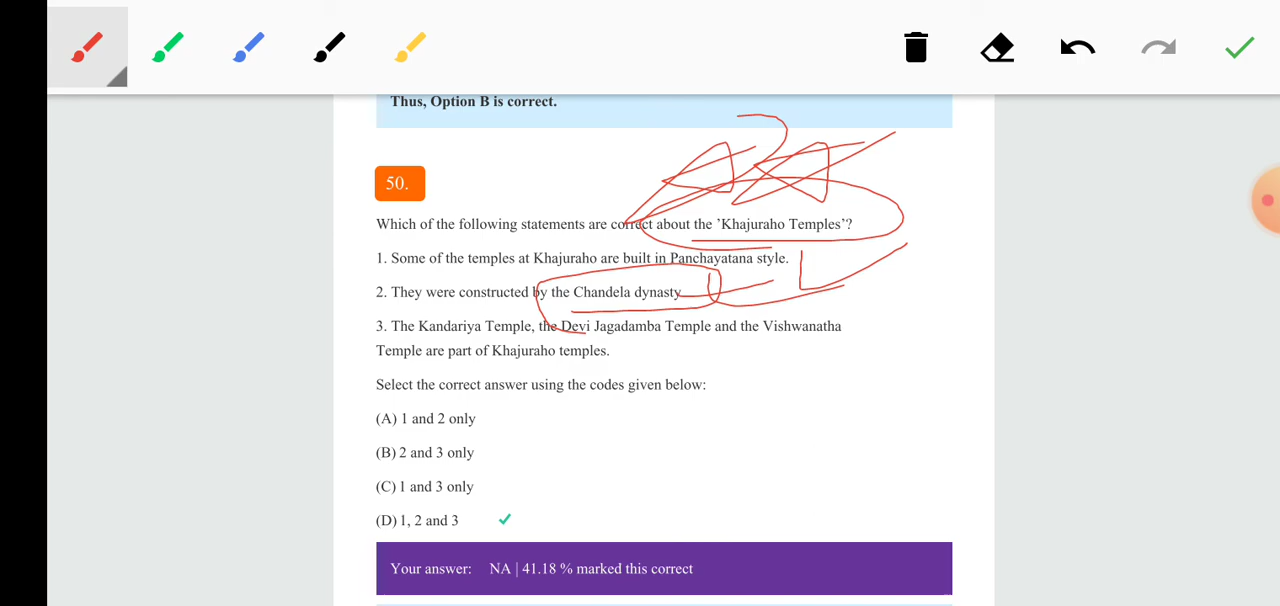 Thus, Option B is correct.
50.
Which of the following statements are correct about the ’Khajuraho Temples’?
1. Some of the temples at Khajuraho are built in Panchayatana style.
2. They were constructed by the Chandela dynasty
3. The Kandariya Temple, the Devi Jagadamba Temple and the Vishwanatha
Temple are part of Khajuraho temples.
Select the correct answer using the codes given below:
(A) 1 and 2 only
(B) 2 and 3 only
(C) 1 and 3 only
(D) 1, 2 and 3
Your answer: NA | 41.18 % marked this correct